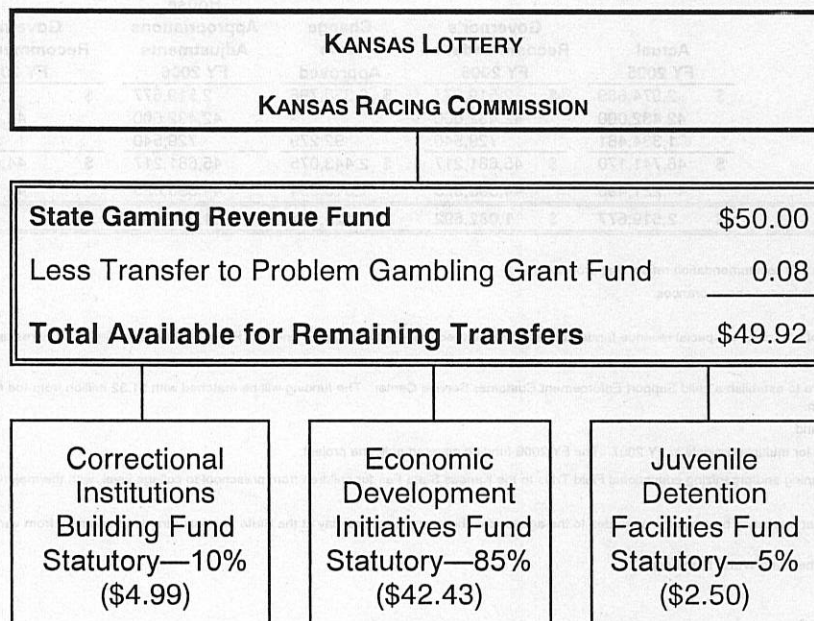 KANSAS LOTTERY
KANSAS RACING COMMISSION
State Gaming Revenue Fund $50.00
Less Transfer to Problem Gambling Grant Fund 0.08
Total Available for Remaining Transfers $49.92
Correctional
Institutions
Building Fund
Statutory—10%
($4.99)
Economic
Development
Initiatives Fund
Statutory—85%
($42.43)
Juvenile
Detention
Facilities Fund
Statutory—5%
($2.50)